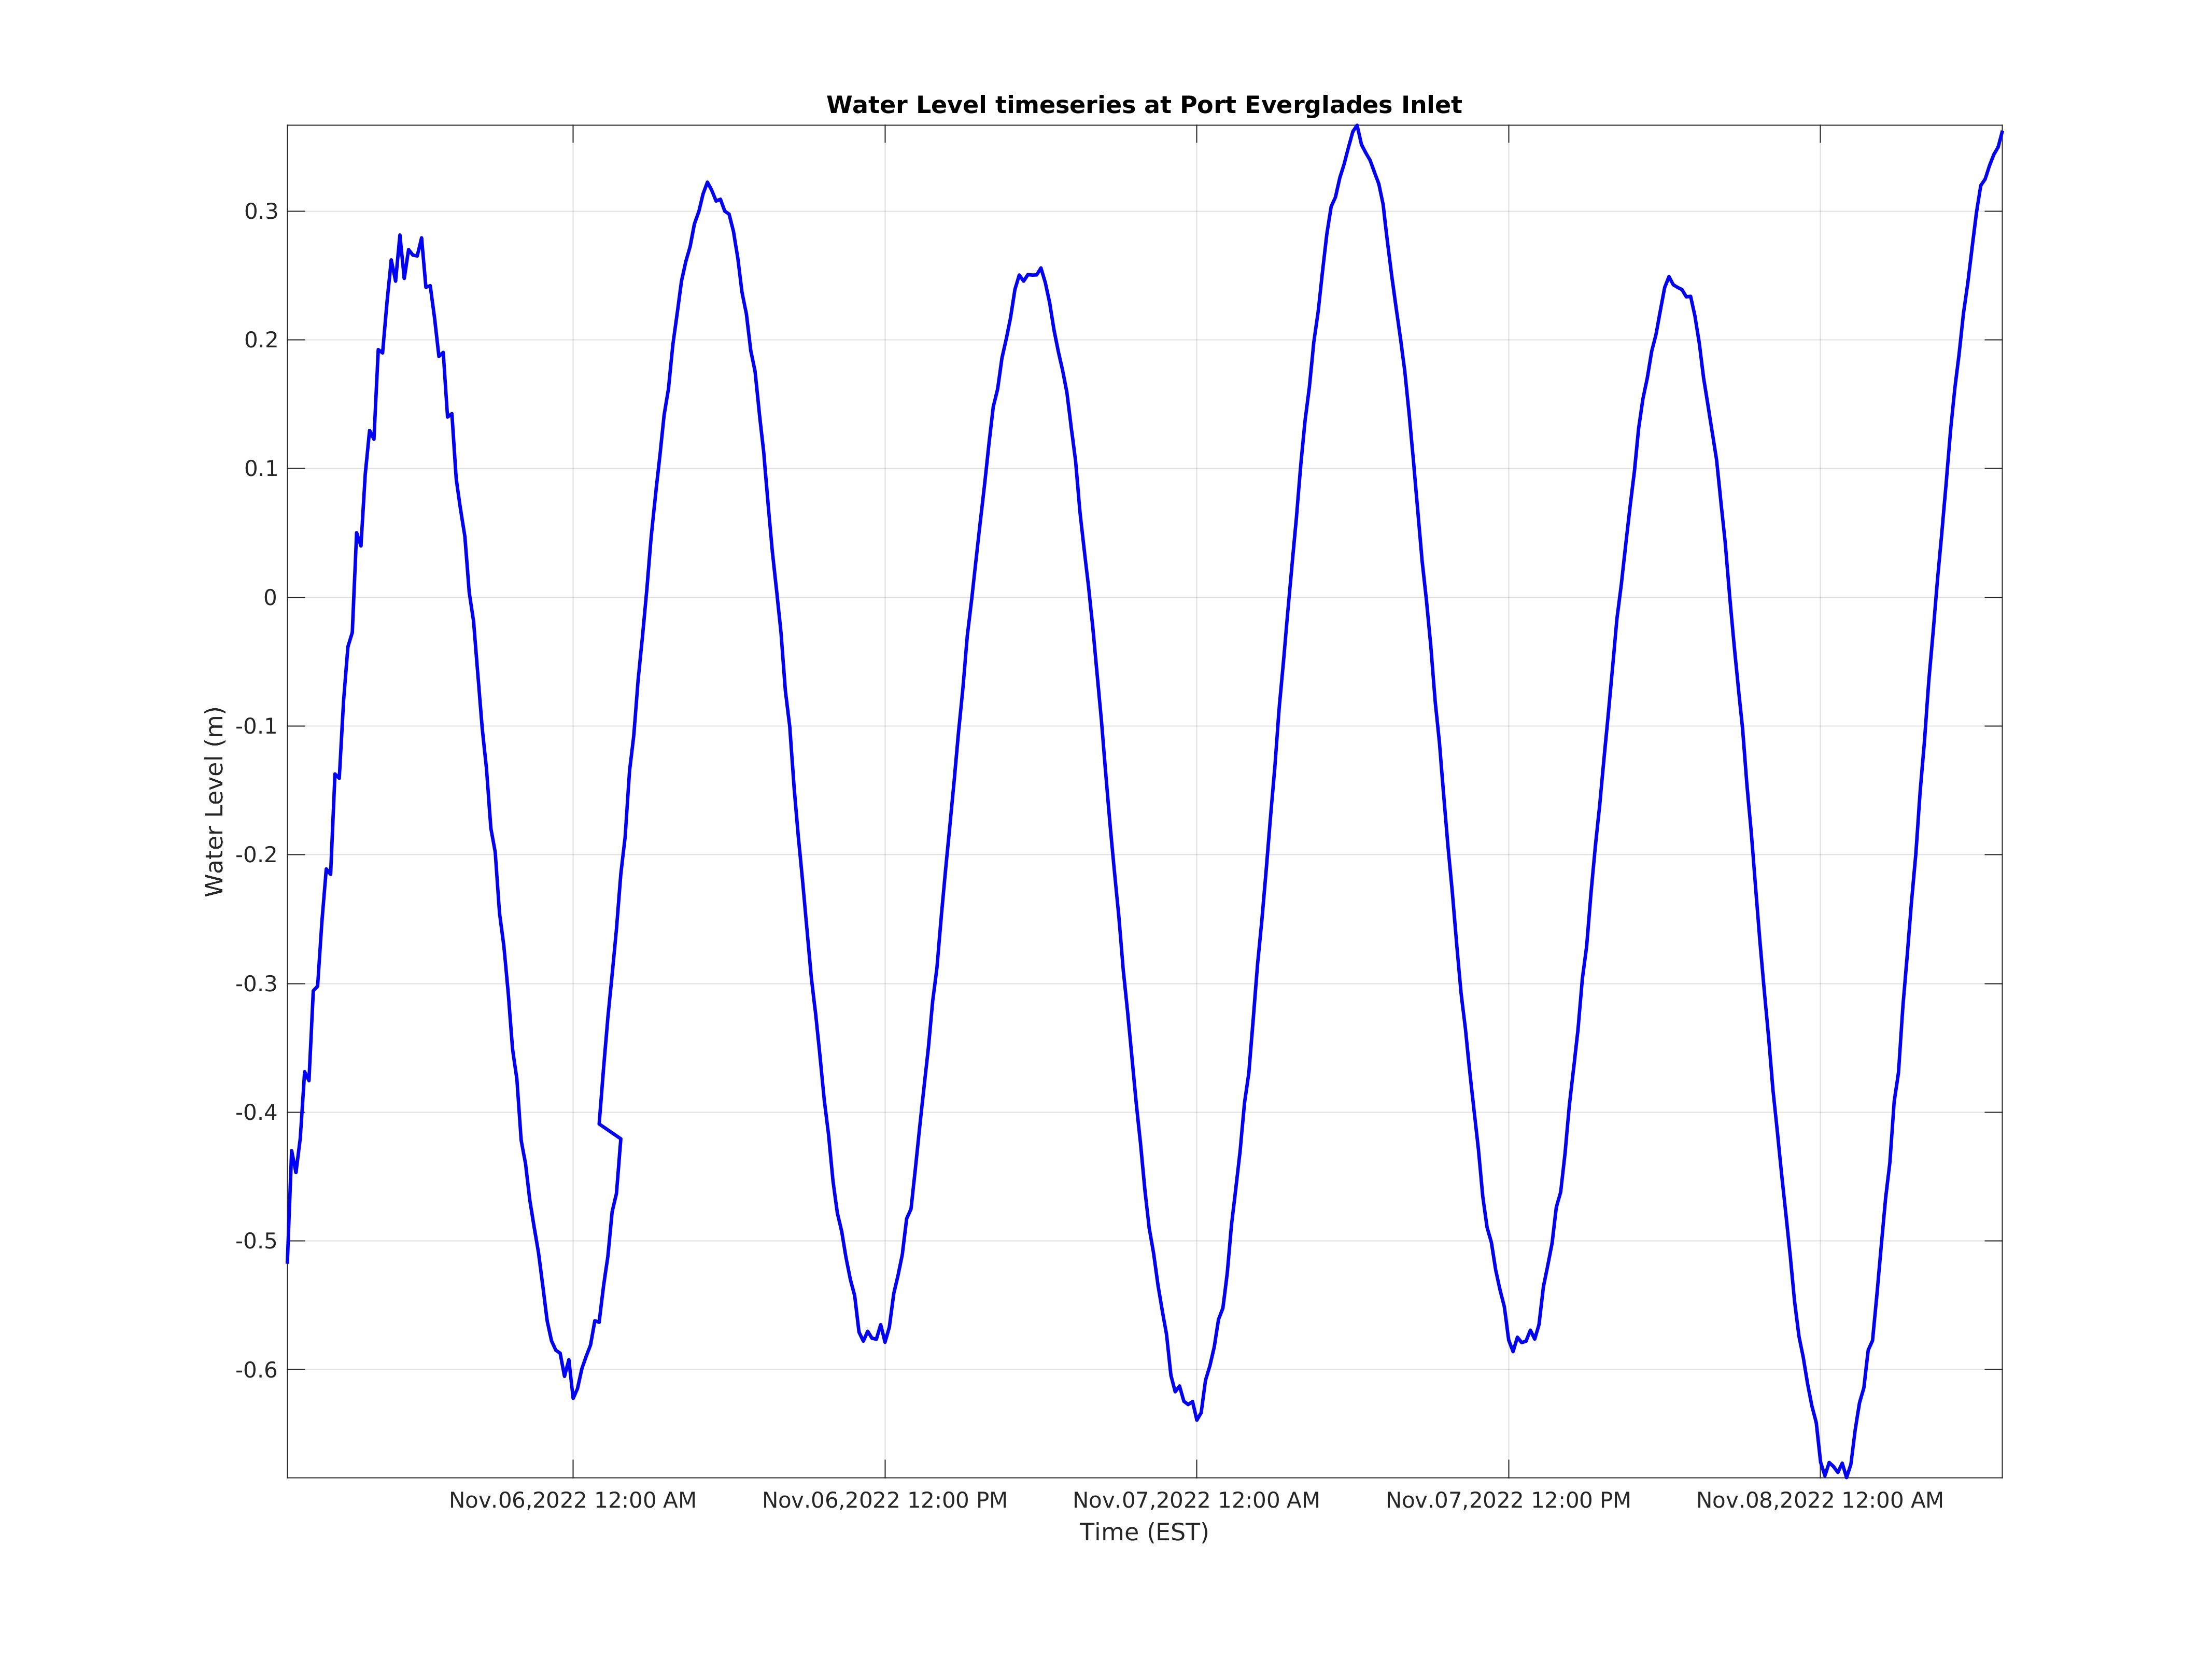 Water Level timeseries at Port Everglades Inlet
0.3
0.2
0.1
0
-0.1
-0.2
-0.3
-0.4
-0.5
-0.6
Water Level (m)
Nov.06,2022 12:00 AM Nov.06,2022 12:00 PM Nov.07,2022 12:00 AM Nov.07,2022 12:00 PM Nov.08,2022 12:00 AM
Time (EST)